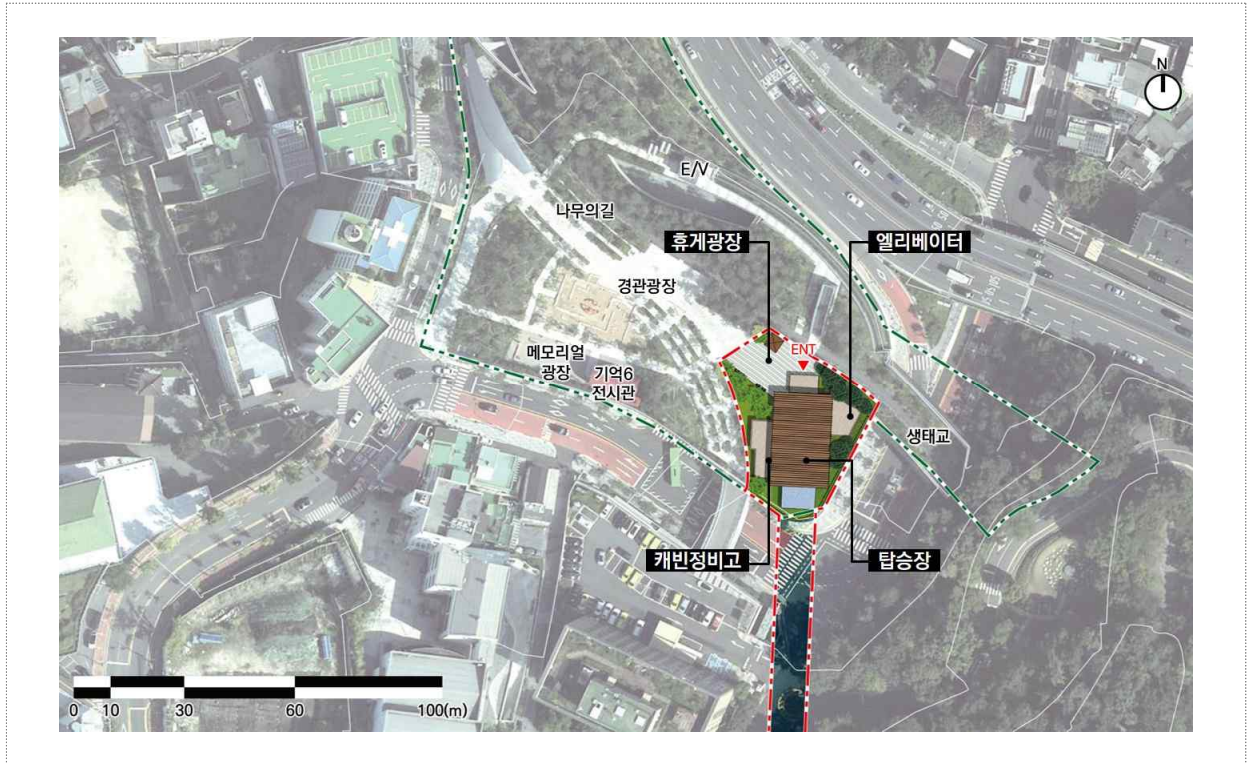 N
E/V
나무의길
휴게광장
엘리베이터
경관광장
ENT
메모리얼
광장
기억6
전시관
생태교
캐빈정비고
탑승장
0 10 30 60 100(m)